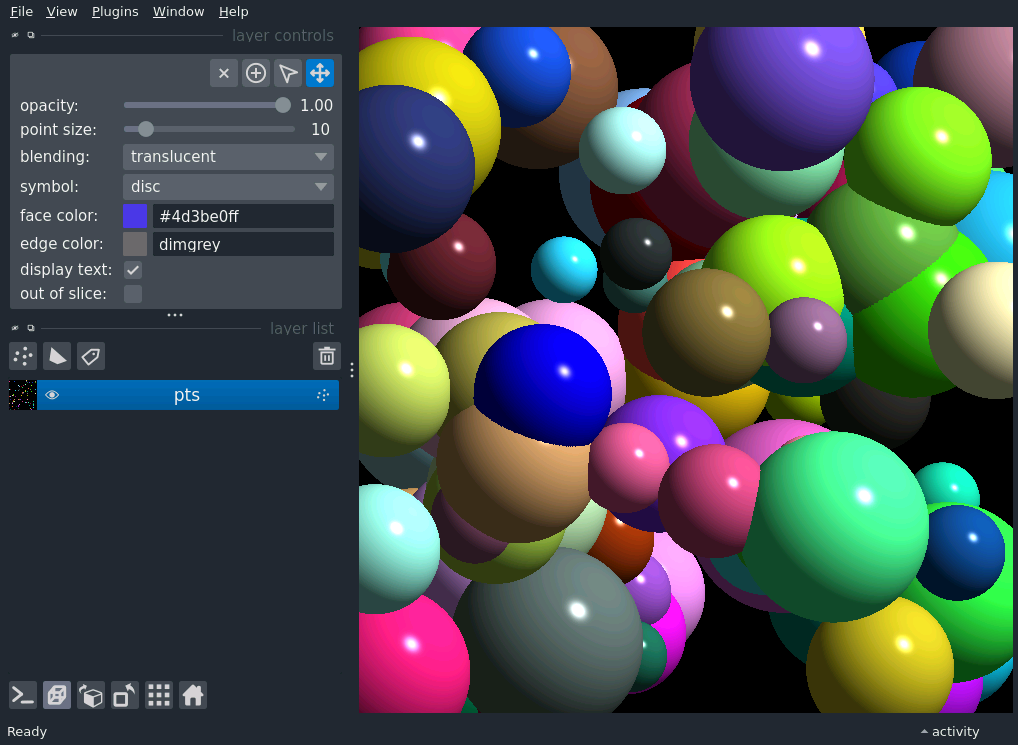 File View Plugins Window Help
layer controls
opacity: 1.00
point size: 10
blending: translucent
symbol: disc
face color: #4d3be0ff
edge color: dimgrey
display text:
out of slice:
layer list
pts
Ready
activity